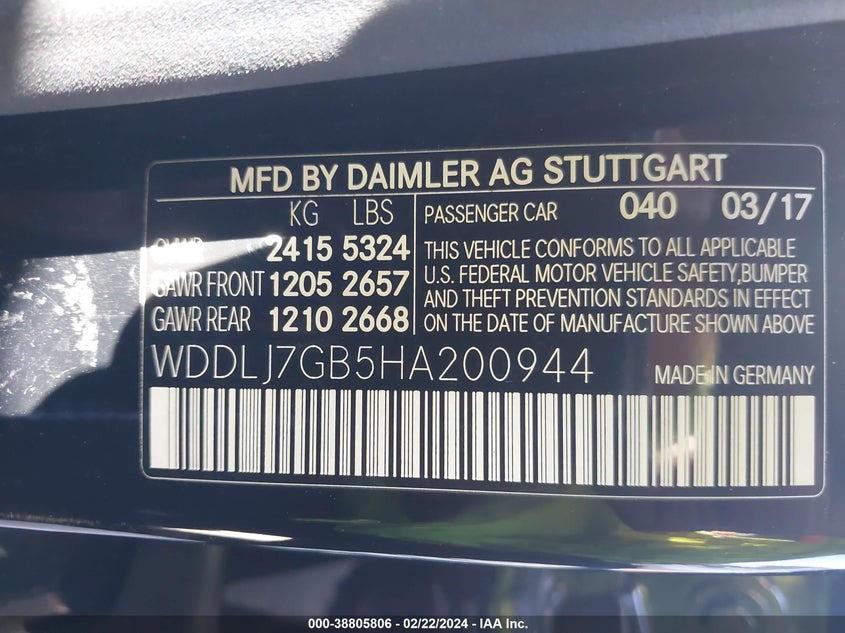 MFD BY DAIMLER AG STUTTGART
KG LBS
PASSENGER CAR 040 03/17
2415 5324
GAWR FRONT 1205 2657
GAWR REAR 1210 2668
THIS VEHICLE CONFORMS TO ALL APPLICABLE
U.S. FEDERAL MOTOR VEHICLE SAFETY,BUMPER
AND THEFT PREVENTION STANDARDS IN EFFECT
ON THE DATE OF MANUFACTURE SHOWN ABOVE
WDDLJ7GB5HA200944
MADE IN GERMANY
000-38805806 - 02/22/2024 - IAA Inc.